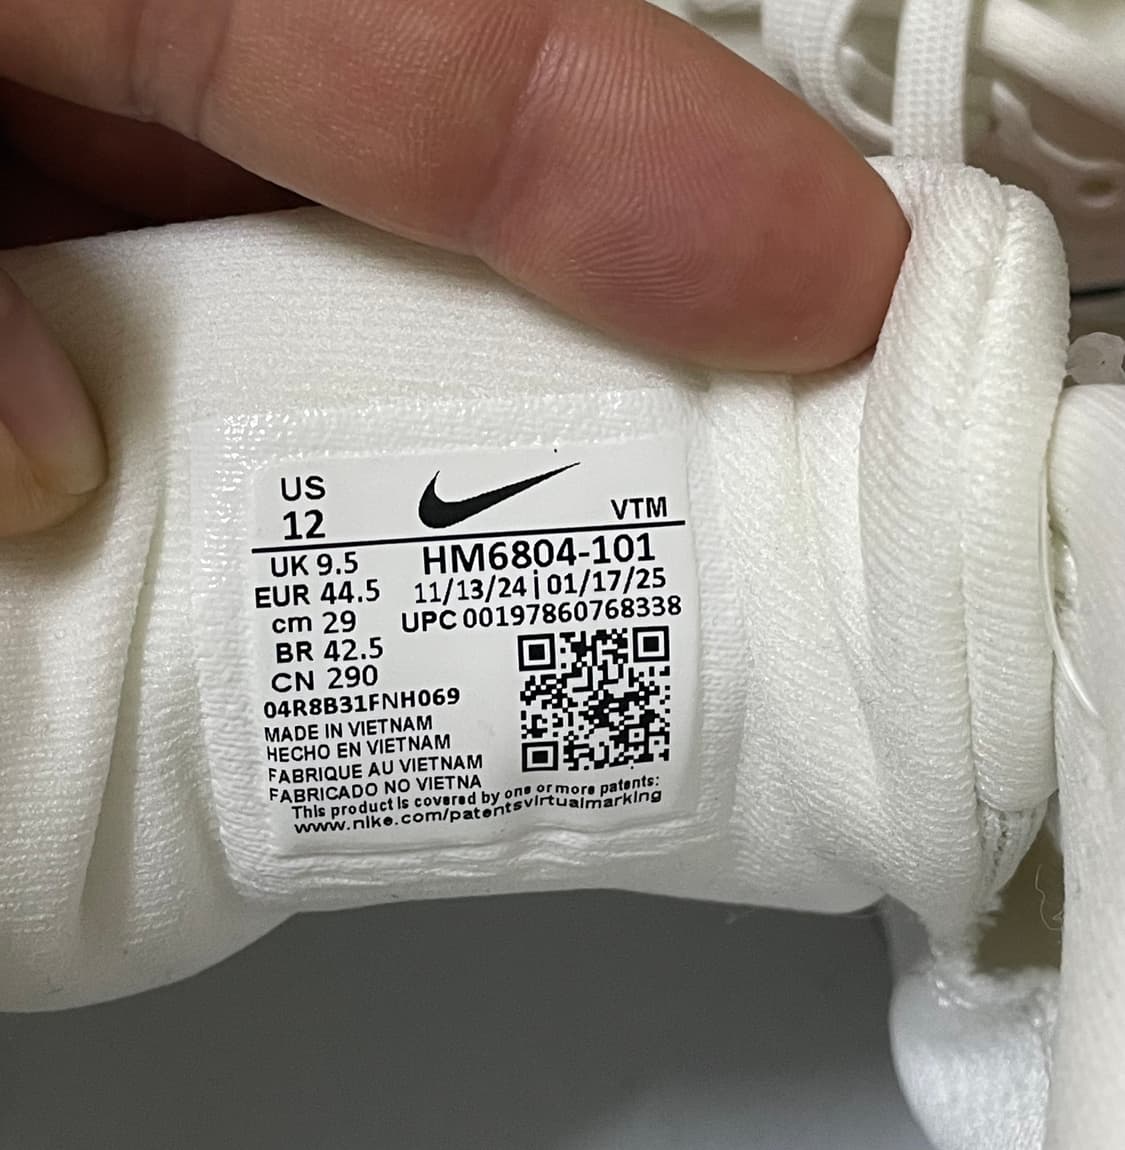 US
12
VTM
UK 9.5
HM6804-101
EUR 44.5
11/13/24|01/17/25
cm 29
UPC 00197860768338
BR 42.5
CN 290
04R8B31FNH069
MADE IN VIETNAM
HECHO EN VIETNAM
FABRIQUE AU VIETNAM
FABRICADO NO VIETNA
This product is covered by one or more patents:
www.nike.com/patentsvirtualmarking